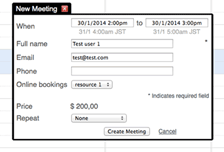 New Meeting X
When 30/1/2014 2:00pm to 30/1/2014 3:00pm
31/1 4:00am JST 31/1 5:00am JST
Full name Test user 1 *
Email test@test.com
Phone
Online bookings resource 1
* Indicates required field
Price $ 200,00
Repeat None
Create Meeting Cancel